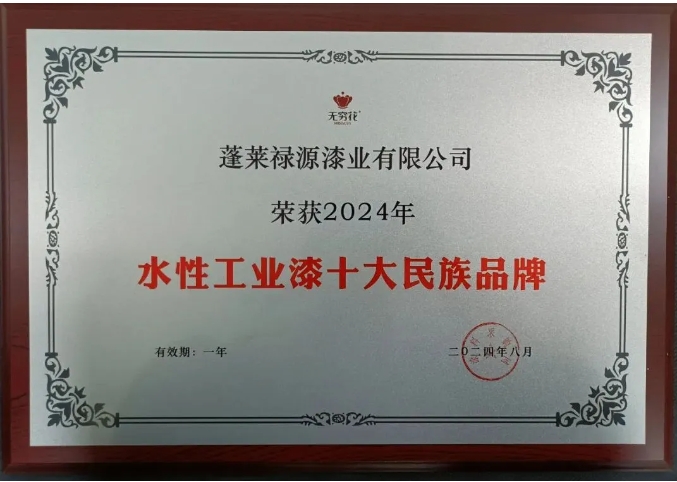 无穷花
蓬莱禄源漆业有限公司
荣获2024年
水性工业漆十大民族品牌
有效期：一年
二〇二四年八月